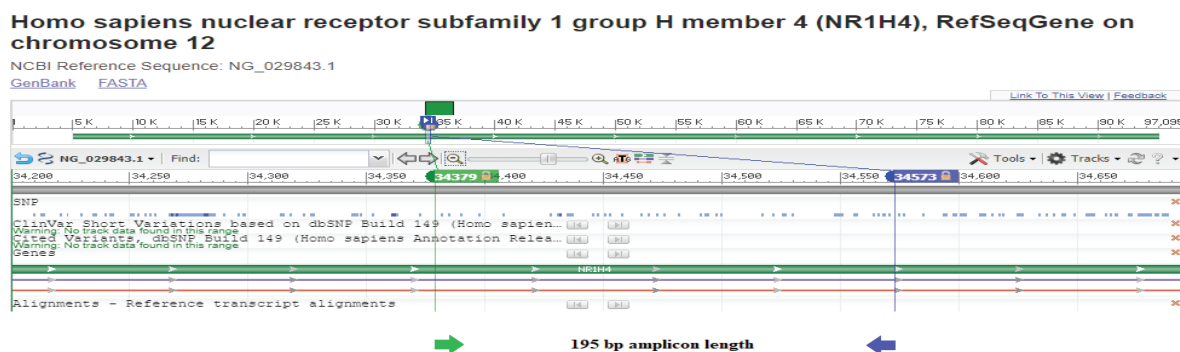 Homo sapiens nuclear receptor subfamily 1 group H member 4 (NR1H4), RefSeqGene on
chromosome 12
NCBI Reference Sequence: NG_029843.1
GenBank FASTA
Link To This View | Feedback
5 K 10 K 15 K 20 K 25 K 30 K 35 K 40 K 45 K 50 K 55 K 60 K 65 K 70 K 75 K 80 K 85 K 90 K 97,095
NG_029843.1 Find: Tools Tracks ?
34,200 34,250 34,300 34,350 34379 34,400 34,450 34,500 34,550 34573 34,600 34,650
SNP
ClinVar Short Variations based on dbSNP Build 149 (Homo sapien...
Warning: No track data found in this range
Cited Variants, dbSNP Build 149 (Homo sapiens Annotation Relea...
Warning: No track data found in this range
Genes
NR1H4
Alignments - Reference transcript alignments
195 bp amplicon length